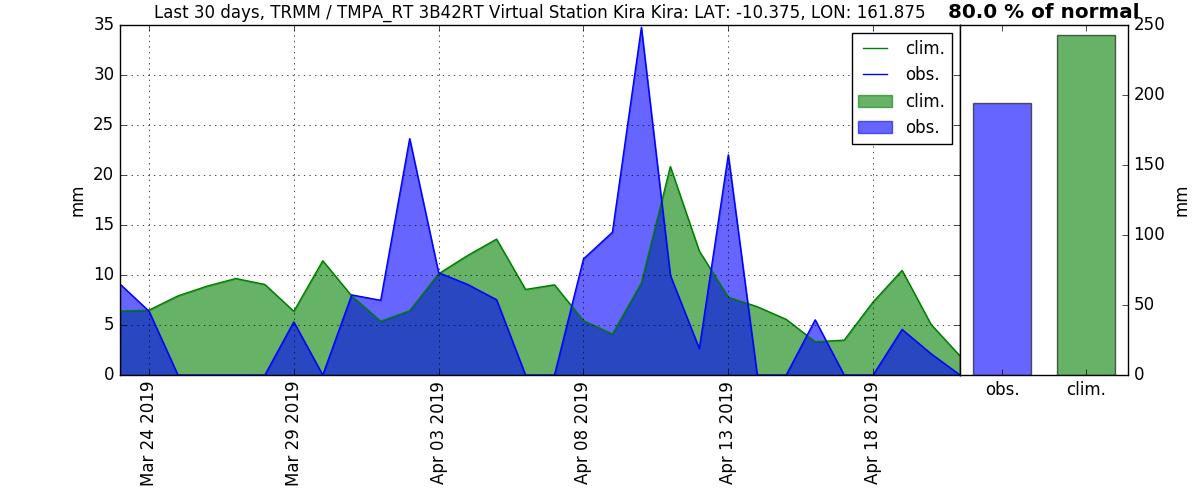 Last 30 days, TRMM / TMPA_RT 3B42RT Virtual Station Kira Kira: LAT: -10.375, LON: 161.875
80.0 % of normal
35
30
25
20
15
10
5
0
mm
clim.
obs.
clim.
obs.
250
200
150
100
50
0
mm
obs.
clim.
Mar 24 2019
Mar 29 2019
Apr 03 2019
Apr 08 2019
Apr 13 2019
Apr 18 2019